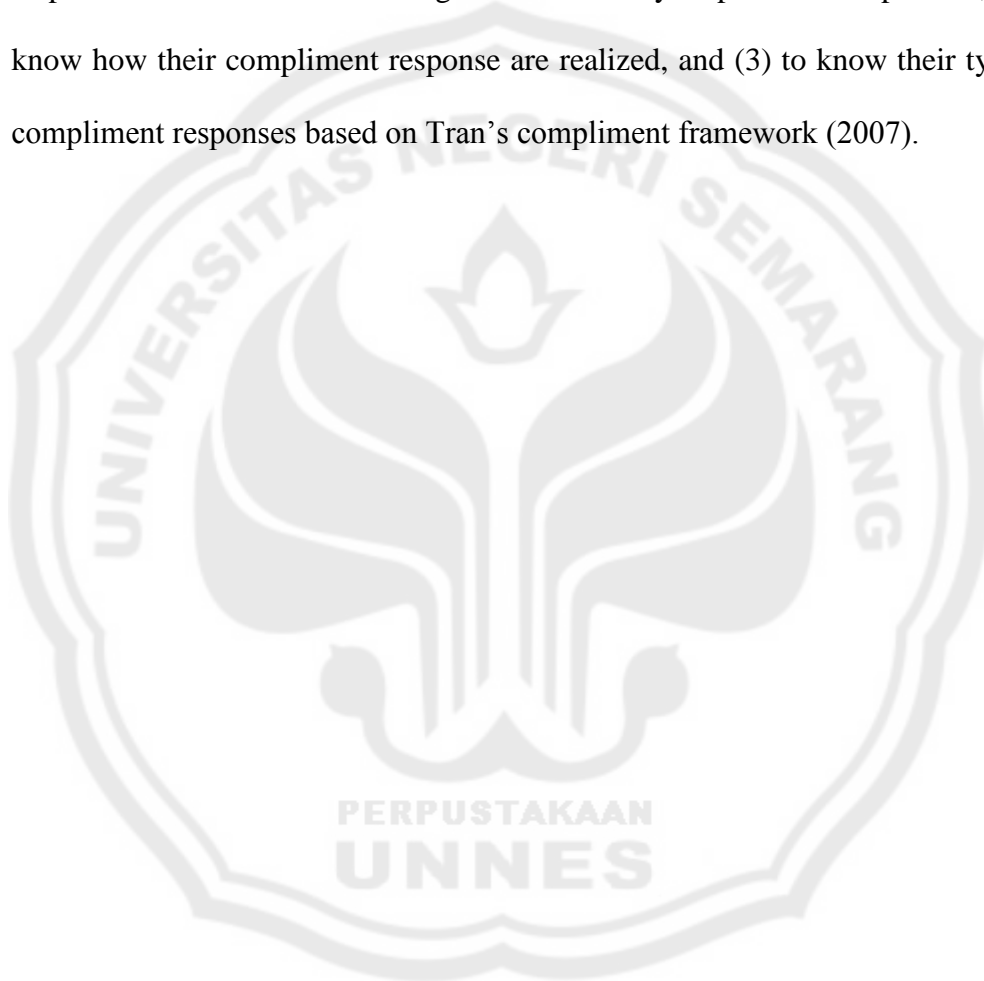 know how their compliment response are realized, and (3) to know their
compliment responses based on Tran's compliment framework (2007).
UNIVERSITAS NEGERI SEMARANG
PERPUSTAKAAN
UNNES